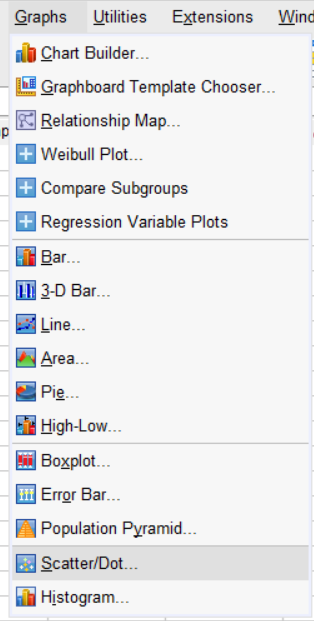 Graphs Utilities Extensions Wind
Chart Builder...
Graphboard Template Chooser...
Relationship Map...
Weibull Plot...
Compare Subgroups
Regression Variable Plots
Bar...
3-D Bar...
Line...
Area...
Pie...
High-Low...
Boxplot...
Error Bar...
Population Pyramid...
Scatter/Dot...
Histogram...